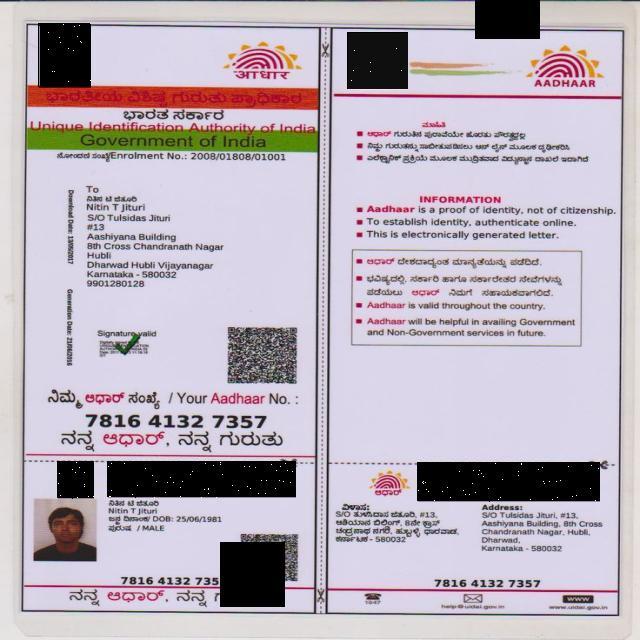 आधार
ಭಾರತೀಯ ವಿಶಿಷ್ಟ ಗುರುತು ಪ್ರಾಧಿಕಾರ
ಭಾರತ ಸರ್ಕಾರ
Unique Identification Authority of India
Government of India
ನೋಂದಣಿ ಸಂಖ್ಯೆ/Enrolment No.: 2008/01808/01001
Download Date: 13/05/2017
Generation Date: 21/06/2016
To
ನಿತಿನ ಟಿ ಜಿತೂರಿ
Nitin T Jituri
S/O Tulsidas Jituri
#13
Aashiyana Building
8th Cross Chandranath Nagar
Hubli
Dharwad Hubli Vijayanagar
Karnataka - 580032
9901280128
Signature valid
ನಿಮ್ಮ ಆಧಾರ್ ಸಂಖ್ಯೆ / Your Aadhaar No. :
7816 4132 7357
ನನ್ನ ಆಧಾರ್, ನನ್ನ ಗುರುತು
ನಿತಿನ ಟಿ ಜಿತೂರಿ
Nitin T Jituri
ಜನ್ಮ ದಿನಾಂಕ/ DOB: 25/06/1981
ಪುರುಷ / MALE
7816 4132 735
ನನ್ನ ಆಧಾರ್, ನನ್ನ ಗ
AADHAAR
ಮಾಹಿತಿ
ಆಧಾರ್ ಗುರುತಿನ ಪುರಾವೆಯೇ ಹೊರತು ಪೌರತ್ವದ್ದಲ್ಲ
ನಿಮ್ಮ ಗುರುತನ್ನು ಸಾಬೀತುಪಡಿಸಲು ಆನ್ ಲೈನ್ ಮೂಲಕ ದೃಢೀಕರಿಸಿ
ಎಲೆಕ್ಟ್ರಾನಿಕ್ ಪ್ರಕ್ರಿಯೆ ಮೂಲಕ ಮುದ್ರಿತವಾದ ವಿದ್ಯುನ್ಮಾನ ದಾಖಲೆ ಇದಾಗಿದೆ
INFORMATION
Aadhaar is a proof of identity, not of citizenship.
To establish identity, authenticate online.
This is electronically generated letter.
ಆಧಾರ್ ದೇಶದಾದ್ಯಂತ ಮಾನ್ಯತೆಯನ್ನು ಪಡೆದಿದೆ.
ಭವಿಷ್ಯದಲ್ಲಿ, ಸರ್ಕಾರಿ ಹಾಗೂ ಸರ್ಕಾರೇತರ ಸೇವೆಗಳನ್ನು
ಪಡೆಯಲು ಆಧಾರ್ ನಿಮಗೆ ಸಹಾಯಕವಾಗಲಿದೆ.
Aadhaar is valid throughout the country.
Aadhaar will be helpful in availing Government
and Non-Government services in future.
ಆಧಾರ್
ವಿಳಾಸ:
S/O ತುಳಸಿದಾಸ ಜಿತೂರಿ, #13,
ಆಶಿಯಾನ ಬಿಲ್ಡಿಂಗ್, 8ನೇ ಕ್ರಾಸ್
ಚಂದ್ರನಾಥ ನಗರ, ಹುಬ್ಬಳ್ಳಿ, ಧಾರವಾಡ,
ಕರ್ನಾಟಕ - 580032
Address:
S/O Tulsidas Jituri, #13,
Aashiyana Building, 8th Cross
Chandranath Nagar, Hubli,
Dharwad,
Karnataka - 580032
7816 4132 7357
1947
help@uidai.gov.in
www
www.uidai.gov.in